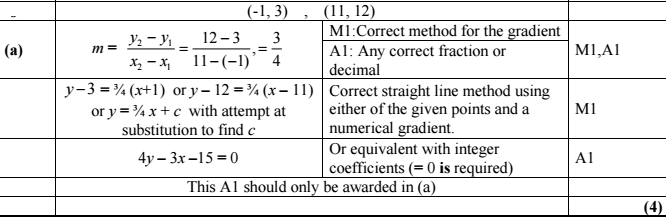 (-1, 3) , (11, 12)
(a)
m = (y₂ − y₁)/(x₂ − x₁) = (12 − 3)/(11 − (−1)), = 3/4
M1:Correct method for the gradient
A1: Any correct fraction or
decimal
M1,A1
y – 3 = ¾ (x+1) or y – 12 = ¾ (x – 11)
or y = ¾ x + c with attempt at
substitution to find c
Correct straight line method using
either of the given points and a
numerical gradient.
M1
4y – 3x – 15 = 0
Or equivalent with integer
coefficients (= 0 is required)
A1
This A1 should only be awarded in (a)
(4)